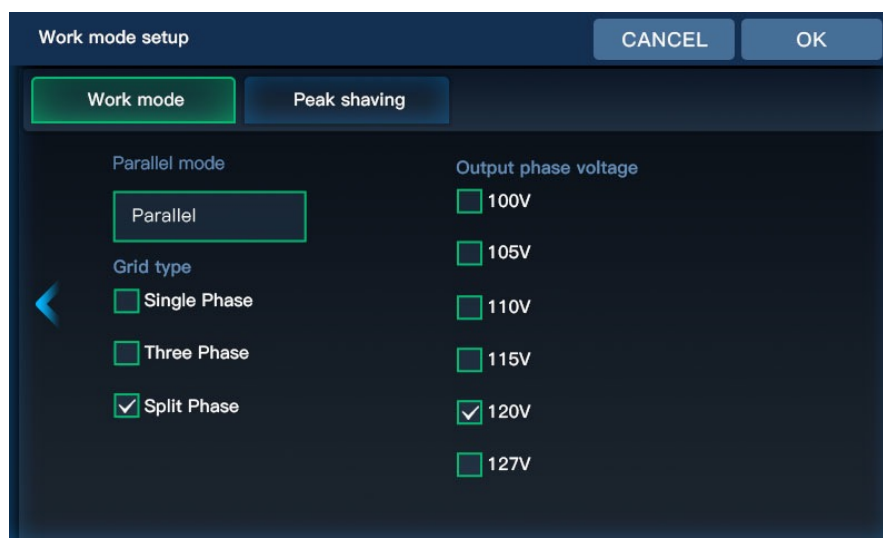 Work mode setup
CANCEL
OK
Work mode
Peak shaving
Parallel mode
Parallel
Grid type
Single Phase
Three Phase
Split Phase
Output phase voltage
100V
105V
110V
115V
120V
127V